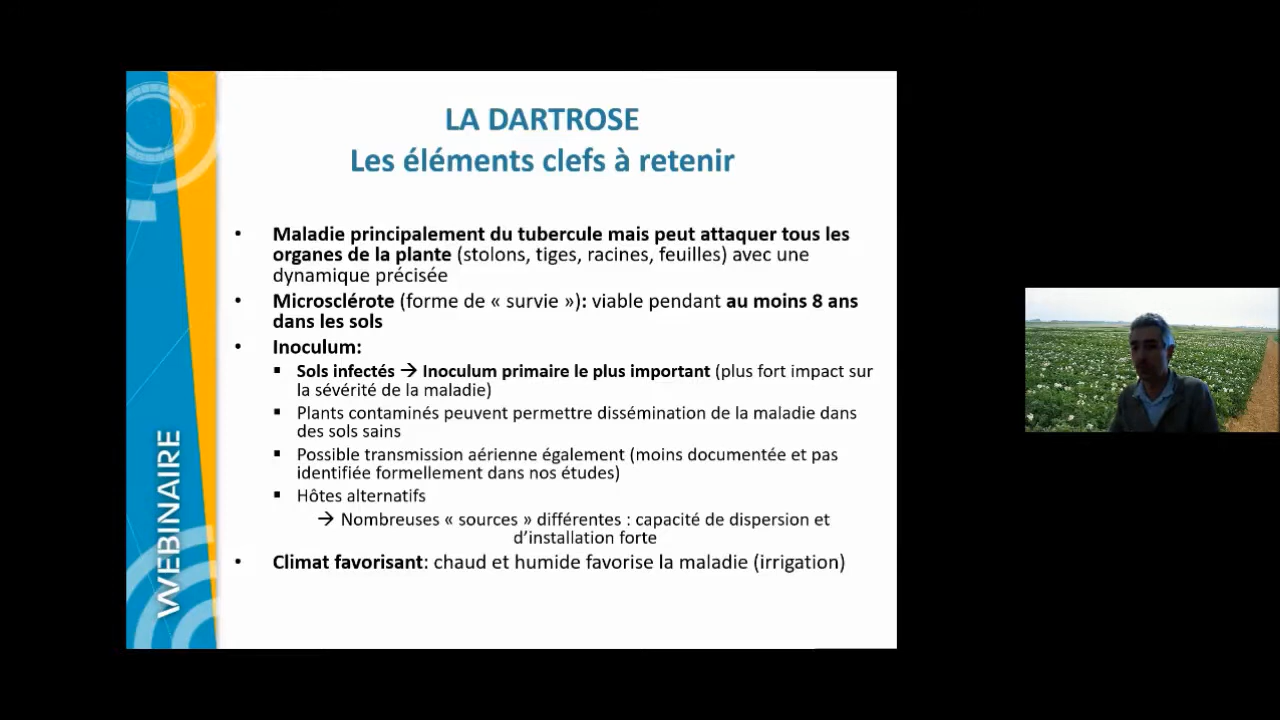 LA DARTROSE
Les éléments clefs à retenir
• Maladie principalement du tubercule mais peut attaquer tous les
organes de la plante (stolons, tiges, racines, feuilles) avec une
dynamique précisée
• Microsclérote (forme de « survie »): viable pendant au moins 8 ans
dans les sols
• Inoculum:
▪ Sols infectés → Inoculum primaire le plus important (plus fort impact sur
la sévérité de la maladie)
▪ Plants contaminés peuvent permettre dissémination de la maladie dans
des sols sains
▪ Possible transmission aérienne également (moins documentée et pas
identifiée formellement dans nos études)
▪ Hôtes alternatifs
→ Nombreuses « sources » différentes : capacité de dispersion et
d’installation forte
• Climat favorisant: chaud et humide favorise la maladie (irrigation)
WEBINAIRE